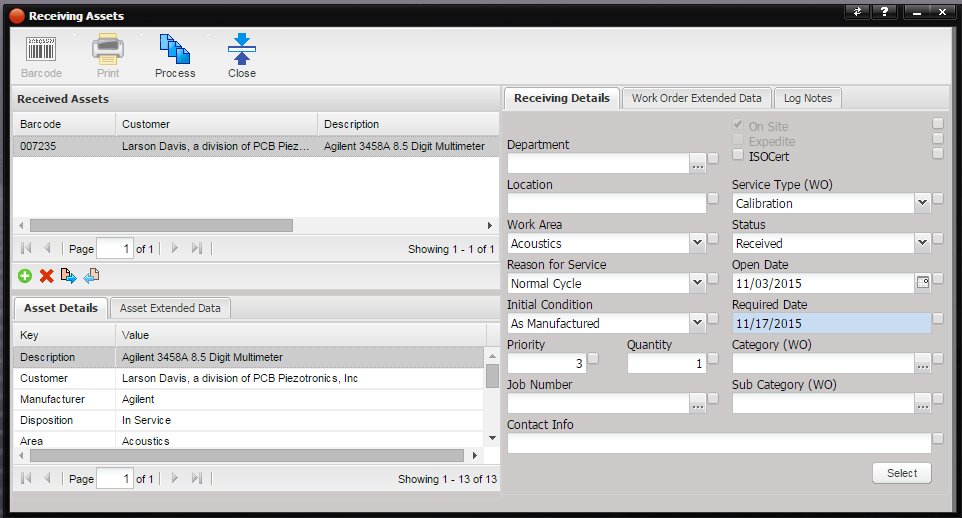 Receiving Assets
Barcode Print Process Close
Received Assets
Barcode Customer Description
007235 Larson Davis, a division of PCB Piez... Agilent 3458A 8.5 Digit Multimeter
Page 1 of 1 Showing 1 - 1 of 1
Asset Details Asset Extended Data
Key Value
Description Agilent 3458A 8.5 Digit Multimeter
Customer Larson Davis, a division of PCB Piezotronics, Inc
Manufacturer Agilent
Disposition In Service
Area Acoustics
Page 1 of 1 Showing 1 - 13 of 13
Receiving Details Work Order Extended Data Log Notes
On Site
Expedite
Department ISOCert
...
Location Service Type (WO)
Calibration
Work Area Status
Acoustics Received
Reason for Service Open Date
Normal Cycle 11/03/2015
Initial Condition Required Date
As Manufactured 11/17/2015
Priority Quantity Category (WO)
3 1 ...
Job Number Sub Category (WO)
... ...
Contact Info
Select